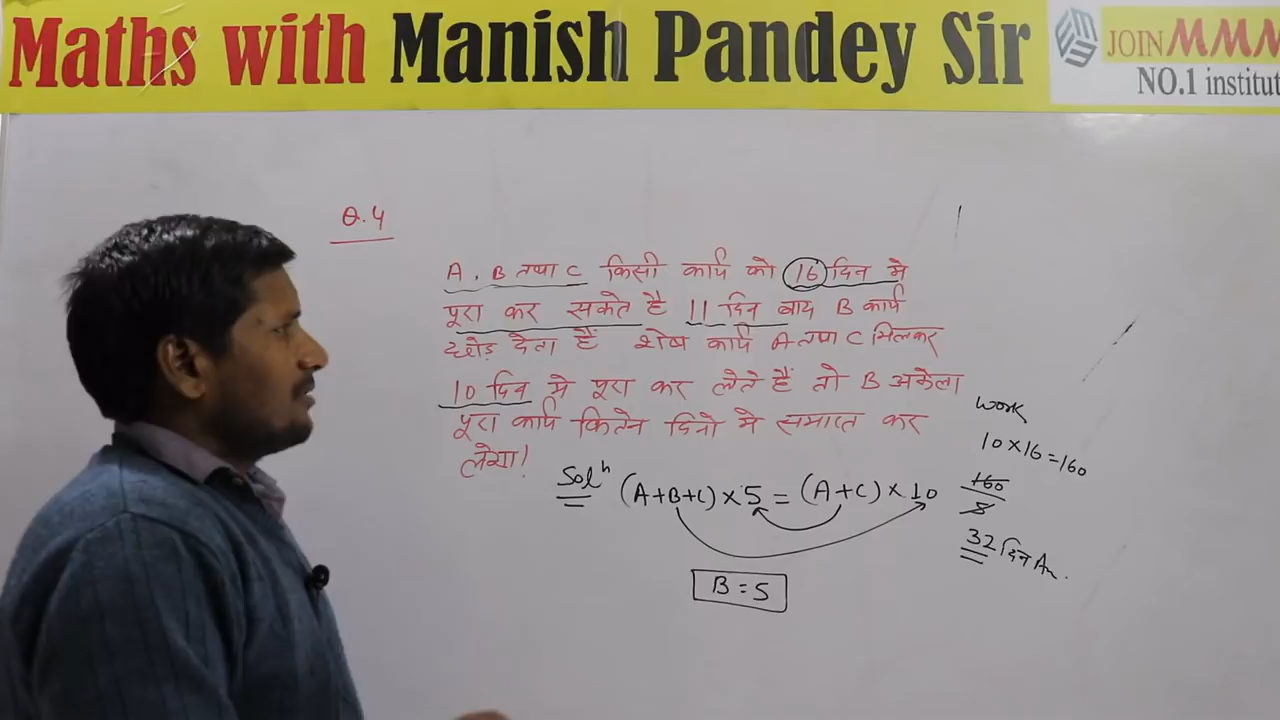 Maths with Manish Pandey Sir
JOIN MMM
NO.1 institut
Q.4
A, B तथा C किसी कार्य को 16 दिन मे
पूरा कर सकते है 11 दिन बाद B कार्य
छोड़ देता हैं शेष कार्य A तथा C मिलकर
10 दिन मे पूरा कर लेते हैं तो B अकेला
पूरा कार्य कितने दिनो मे समाप्त कर
लेगा!
Solⁿ (A+B+C) × 5 = (A+C) × 10
B = 5
Work
10×16=160
160
5
32 दिन An.